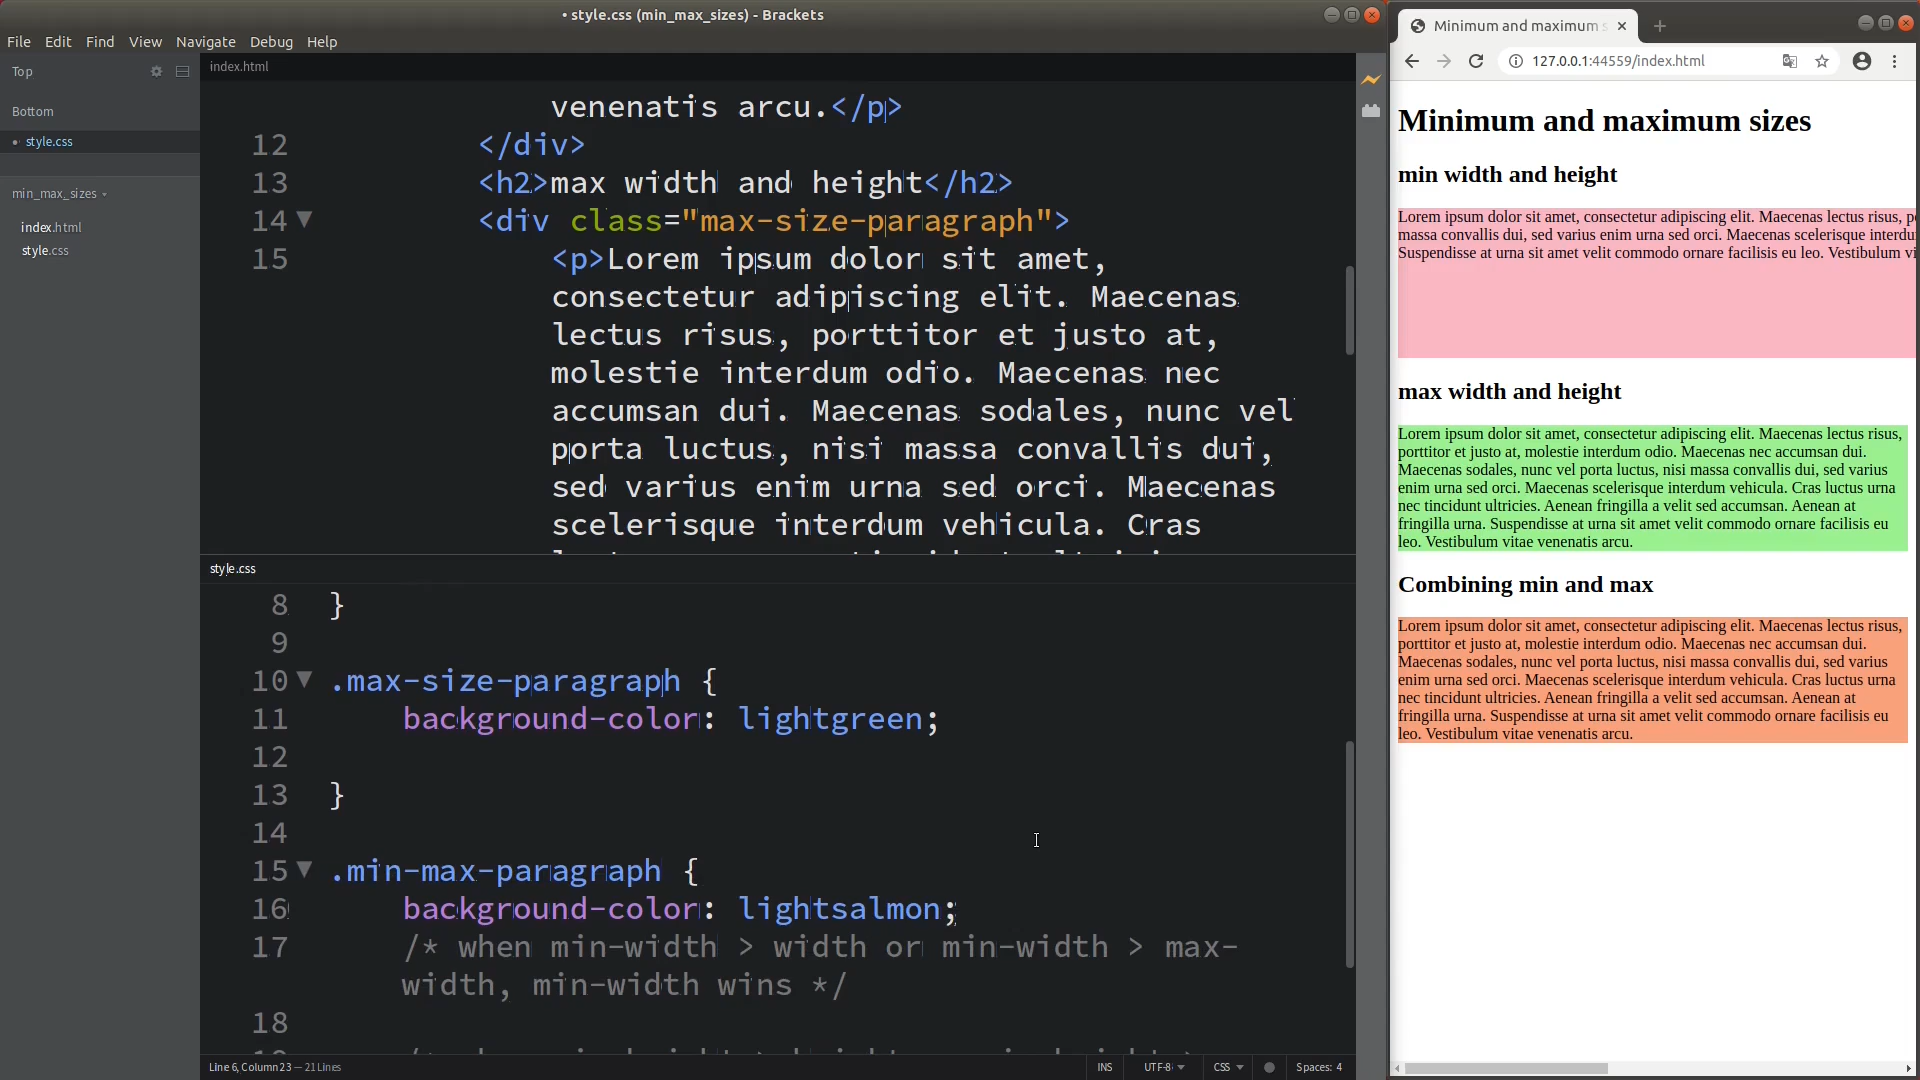 • style.css (min_max_sizes) - Brackets
File Edit Find View Navigate Debug Help
Top
Bottom
• style.css
min_max_sizes
index.html
style.css
index.html
venenatis arcu.</p>
12 </div>
13 <h2>max width and height</h2>
14 <div class="max-size-paragraph">
15 <p>Lorem ipsum dolor sit amet,
consectetur adipiscing elit. Maecenas
lectus risus, porttitor et justo at,
molestie interdum odio. Maecenas nec
accumsan dui. Maecenas sodales, nunc vel
porta luctus, nisi massa convallis dui,
sed varius enim urna sed orci. Maecenas
scelerisque interdum vehicula. Cras
style.css
8 }
9
10 .max-size-paragraph {
11 background-color: lightgreen;
12
13 }
14
15 .min-max-paragraph {
16 background-color: lightsalmon;
17 /* when min-width > width or min-width > max-
width, min-width wins */
18
Line 6, Column 23 — 21 Lines
INS UTF-8 CSS Spaces: 4
Minimum and maximum s
127.0.0.1:44559/index.html
Minimum and maximum sizes
min width and height
Lorem ipsum dolor sit amet, consectetur adipiscing elit. Maecenas lectus risus, p
massa convallis dui, sed varius enim urna sed orci. Maecenas scelerisque interdu
Suspendisse at urna sit amet velit commodo ornare facilisis eu leo. Vestibulum vi
max width and height
Lorem ipsum dolor sit amet, consectetur adipiscing elit. Maecenas lectus risus,
porttitor et justo at, molestie interdum odio. Maecenas nec accumsan dui.
Maecenas sodales, nunc vel porta luctus, nisi massa convallis dui, sed varius
enim urna sed orci. Maecenas scelerisque interdum vehicula. Cras luctus urna
nec tincidunt ultricies. Aenean fringilla a velit sed accumsan. Aenean at
fringilla urna. Suspendisse at urna sit amet velit commodo ornare facilisis eu
leo. Vestibulum vitae venenatis arcu.
Combining min and max
Lorem ipsum dolor sit amet, consectetur adipiscing elit. Maecenas lectus risus,
porttitor et justo at, molestie interdum odio. Maecenas nec accumsan dui.
Maecenas sodales, nunc vel porta luctus, nisi massa convallis dui, sed varius
enim urna sed orci. Maecenas scelerisque interdum vehicula. Cras luctus urna
nec tincidunt ultricies. Aenean fringilla a velit sed accumsan. Aenean at
fringilla urna. Suspendisse at urna sit amet velit commodo ornare facilisis eu
leo. Vestibulum vitae venenatis arcu.